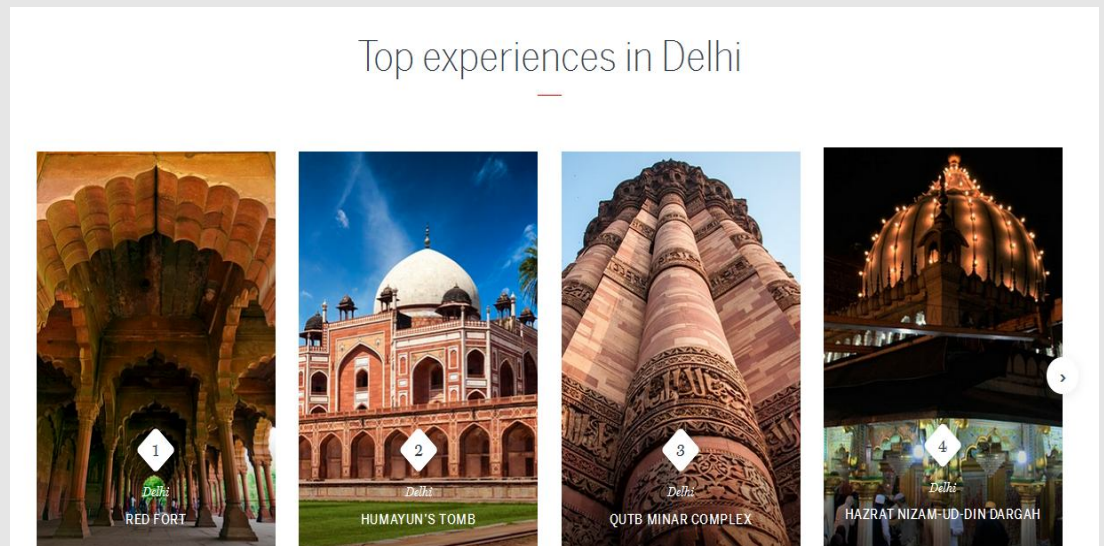 Top experiences in Delhi
1
Delhi
RED FORT
2
Delhi
HUMAYUN'S TOMB
3
Delhi
QUTB MINAR COMPLEX
4
Delhi
HAZRAT NIZAM-UD-DIN DARGAH